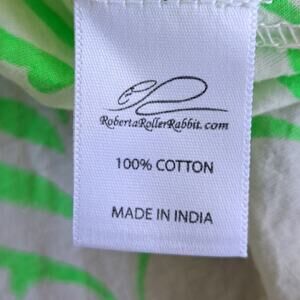 RobertaRollerRabbit.com
100% COTTON
MADE IN INDIA